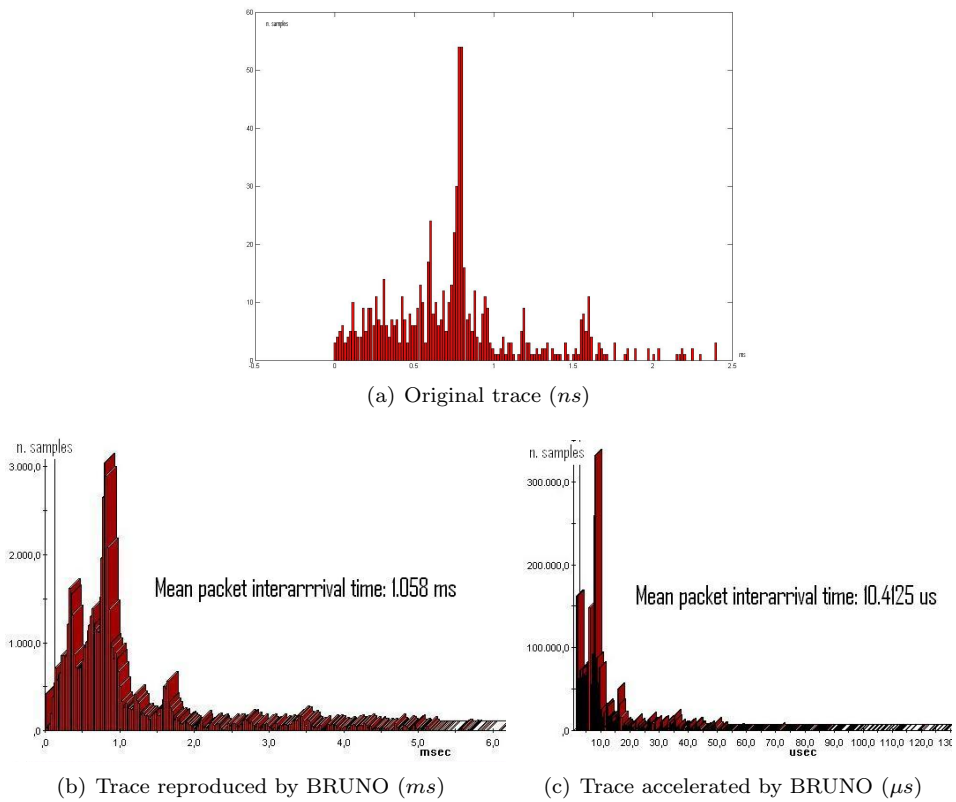 60
n. samples
50
40
30
20
10
0
-0.5 0 0.5 1 1.5 2 2.5
ms
(a) Original trace (ns)
n. samples
3.000,0
2.000,0
1.000,0
,0
Mean packet interarrrival time: 1.058 ms
,0 1,0 2,0 3,0 4,0 5,0 6,0
msec
(b) Trace reproduced by BRUNO (ms)
n. samples
300.000,0
200.000,0
100.000,0
,0
Mean packet interarrival time: 10.4125 us
10,0 20,0 30,0 40,0 50,0 60,0 70,0 80,0 90,0 100,0 110,0 120,0 130
usec
(c) Trace accelerated by BRUNO (μs)